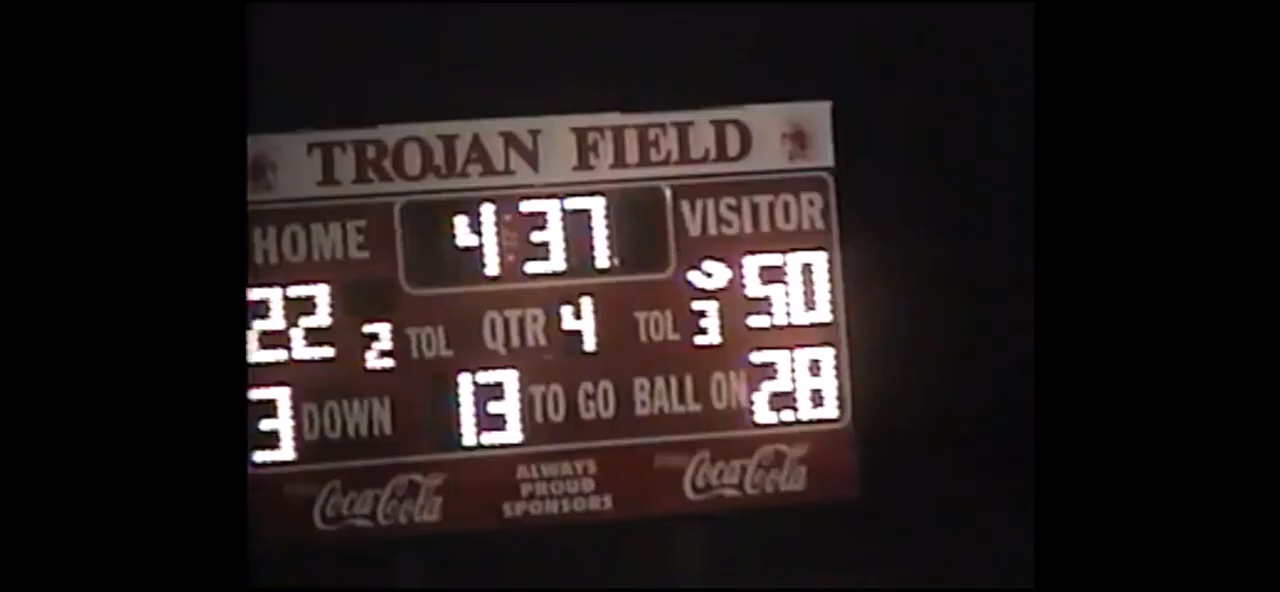 TROJAN FIELD
HOME 4:37 VISITOR
22 2 TOL QTR 4 TOL 3 50
3 DOWN 13 TO GO BALL ON 28
Coca-Cola ALWAYS PROUD SPONSORS Coca-Cola